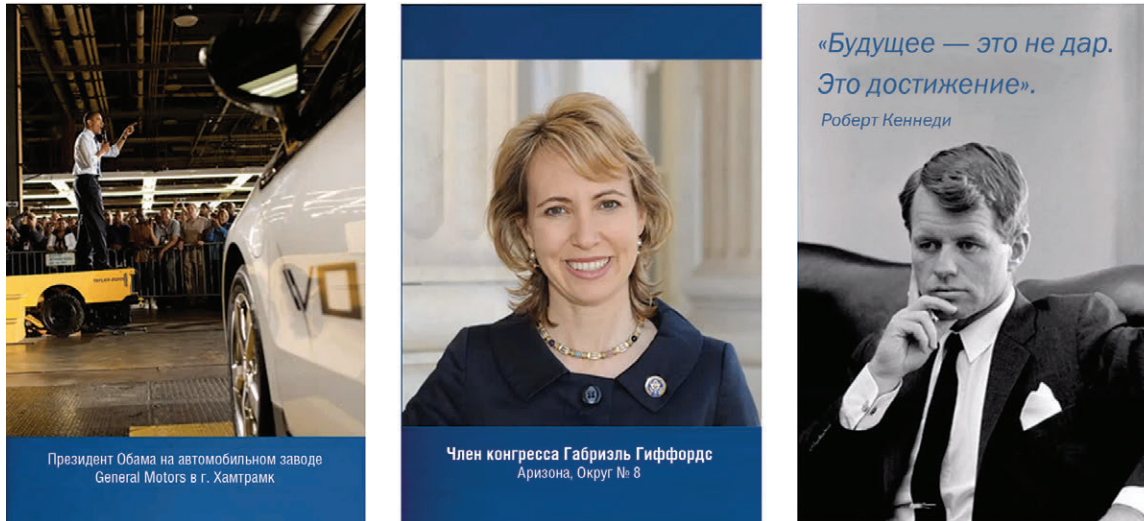 Президент Обама на автомобильном заводе
General Motors в г. Хамтрамк
Член конгресса Габриэль Гиффордс
Аризона, Округ № 8
«Будущее — это не дар.
Это достижение».
Роберт Кеннеди